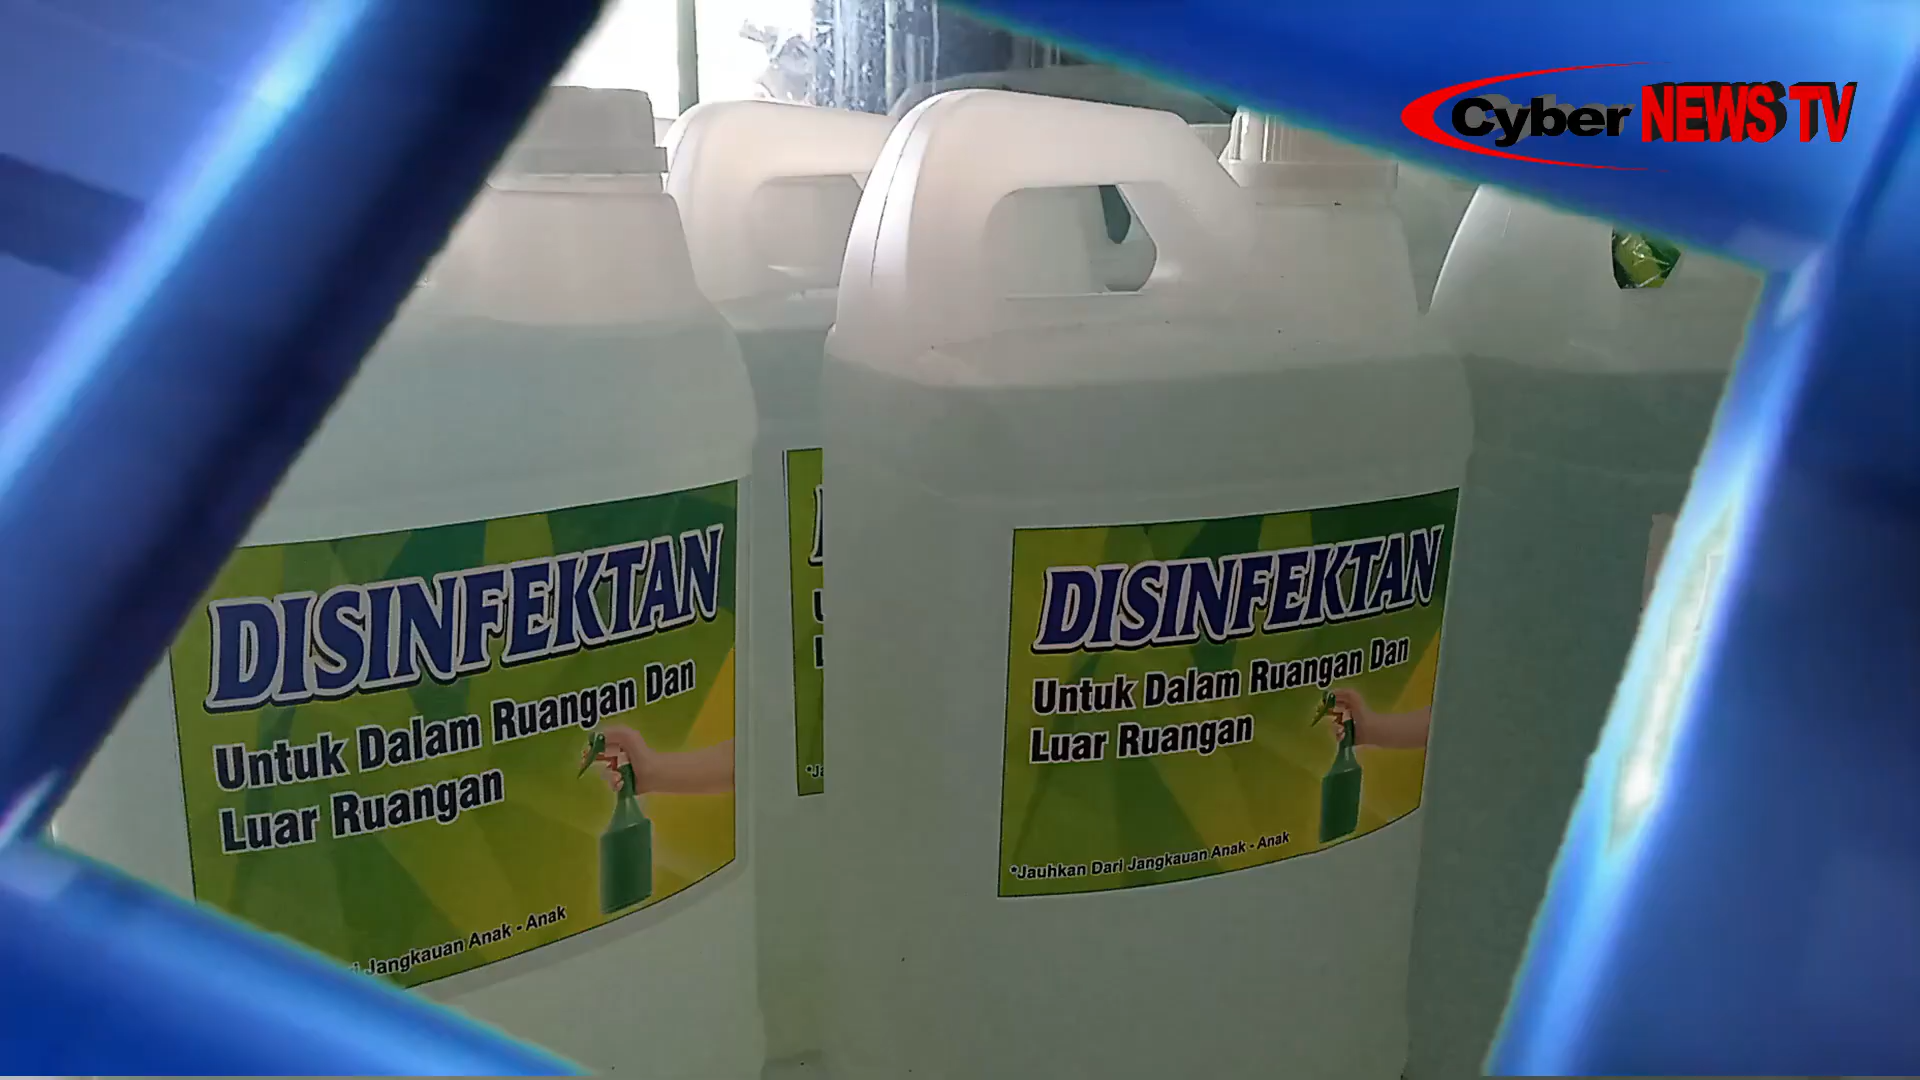 Cyber NEWS TV
DISINFEKTAN
Untuk Dalam Ruangan Dan
Luar Ruangan
Jangkauan Anak - Anak
DISINFEKTAN
Untuk Dalam Ruangan Dan
Luar Ruangan
*Jauhkan Dari Jangkauan Anak - Anak